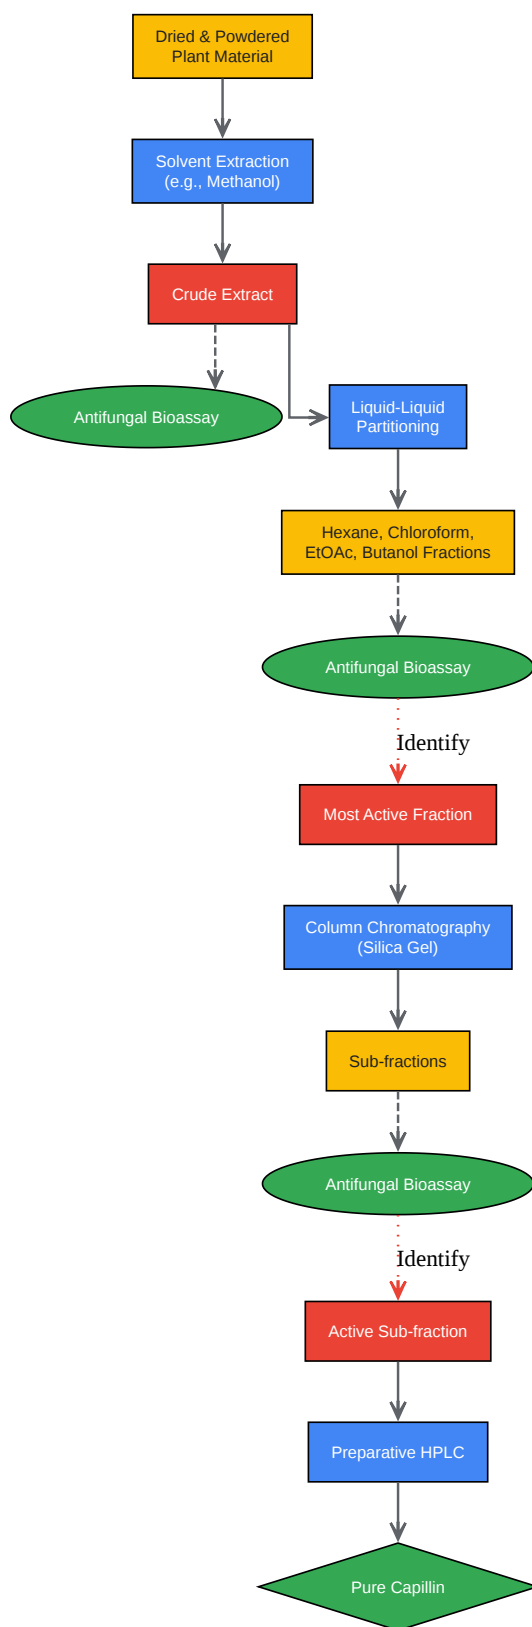 Dried & Powdered
Plant Material
Solvent Extraction
(e.g., Methanol)
Crude Extract
Antifungal Bioassay
Liquid-Liquid
Partitioning
Hexane, Chloroform,
EtOAc, Butanol Fractions
Antifungal Bioassay
Identify
Most Active Fraction
Column Chromatography
(Silica Gel)
Sub-fractions
Antifungal Bioassay
Identify
Active Sub-fraction
Preparative HPLC
Pure Capillin